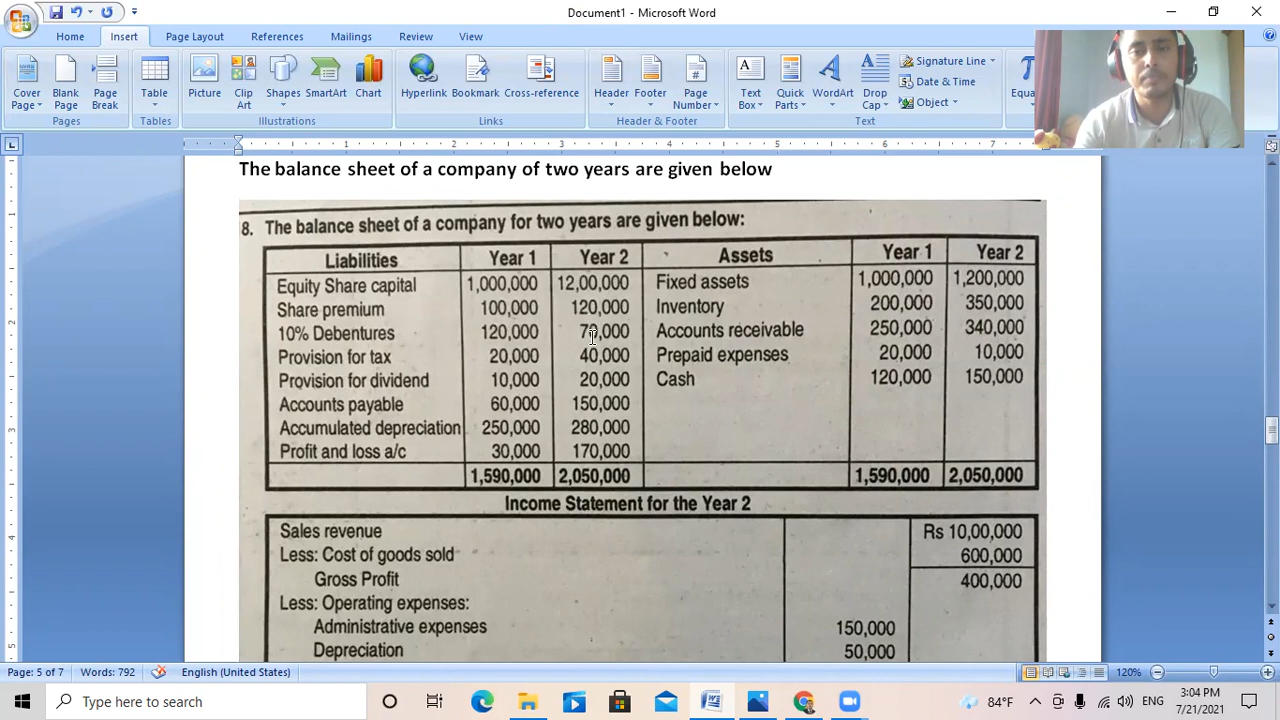 Document1 - Microsoft Word
Home Insert Page Layout References Mailings Review View
Cover Page Blank Page Page Break Table Picture Clip Art Shapes SmartArt Chart Hyperlink Bookmark Cross-reference Header Footer Page Number Text Box Quick Parts WordArt Drop Cap Signature Line Date & Time Object
Pages Tables Illustrations Links Header & Footer Text
1 2 3 4 5 6 7
The balance sheet of a company of two years are given below
8. The balance sheet of a company for two years are given below:
Liabilities Year 1 Year 2 Assets Year 1 Year 2
Equity Share capital 1,000,000 12,00,000 Fixed assets 1,000,000 1,200,000
Share premium 100,000 120,000 Inventory 200,000 350,000
10% Debentures 120,000 70,000 Accounts receivable 250,000 340,000
Provision for tax 20,000 40,000 Prepaid expenses 20,000 10,000
Provision for dividend 10,000 20,000 Cash 120,000 150,000
Accounts payable 60,000 150,000
Accumulated depreciation 250,000 280,000
Profit and loss a/c 30,000 170,000
1,590,000 2,050,000 1,590,000 2,050,000
Income Statement for the Year 2
Sales revenue Rs 10,00,000
Less: Cost of goods sold 600,000
Gross Profit 400,000
Less: Operating expenses:
Administrative expenses 150,000
Depreciation 50,000
Page: 5 of 7 Words: 792 English (United States) 120%
Type here to search 84°F ENG 3:04 PM
7/21/2021